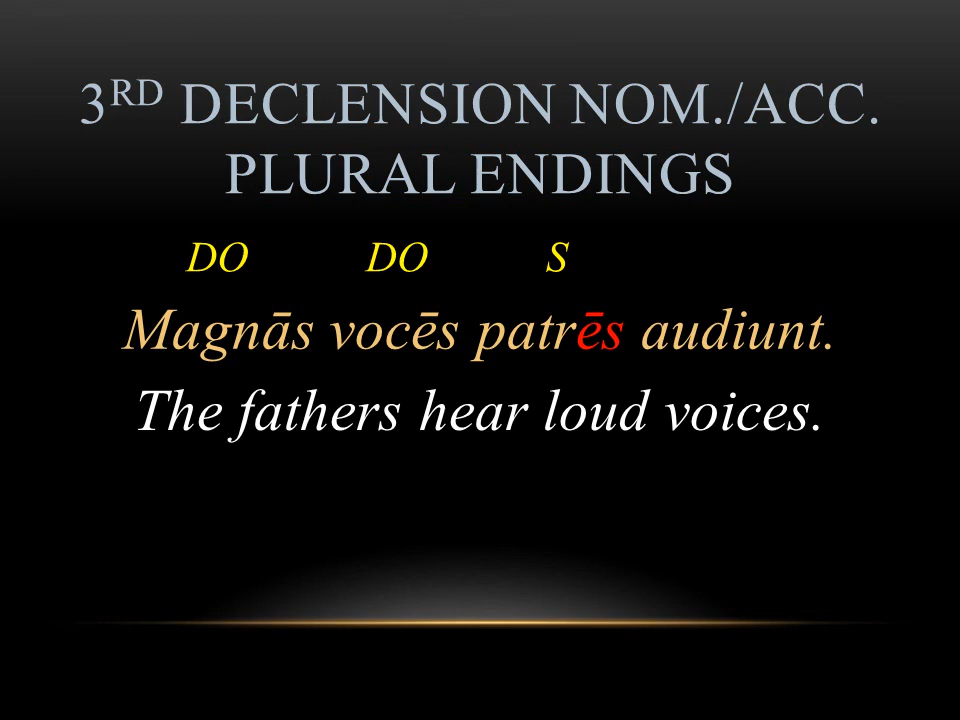 3RD DECLENSION NOM./ACC.
PLURAL ENDINGS
DO DO S
Magnās vocēs patrēs audiunt.
The fathers hear loud voices.